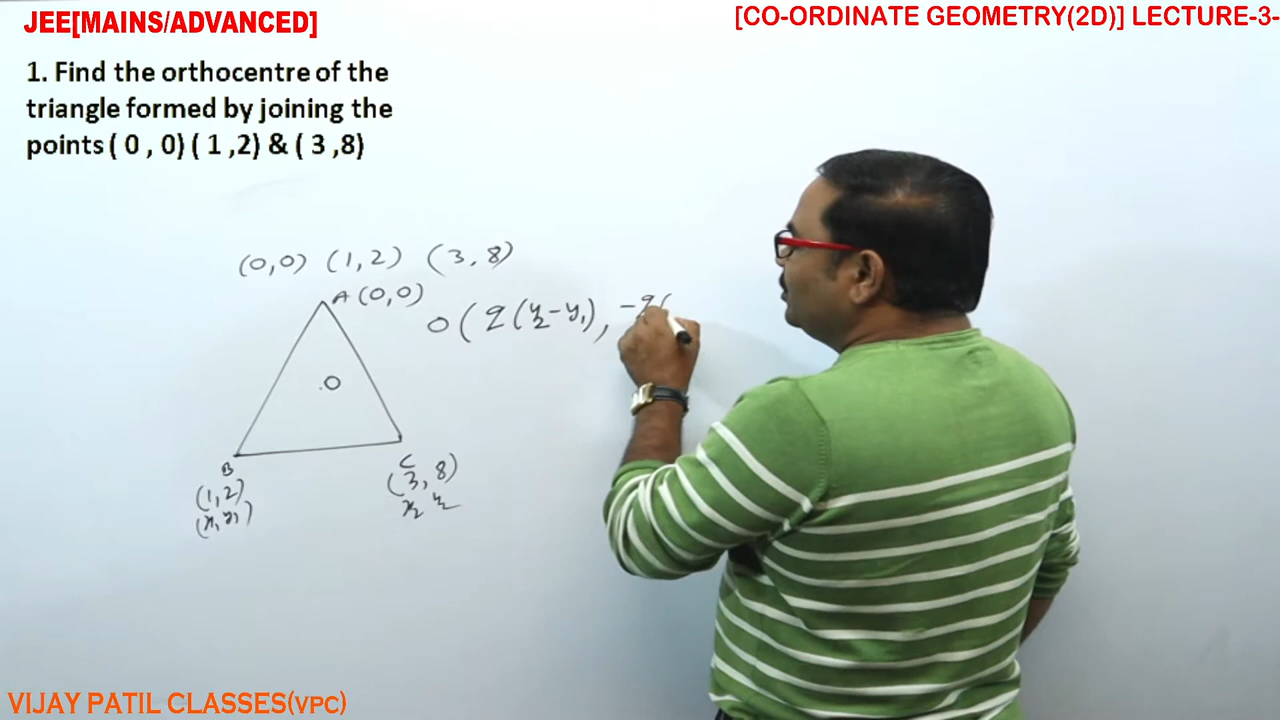 JEE[MAINS/ADVANCED]
[CO-ORDINATE GEOMETRY(2D)] LECTURE-3-
1. Find the orthocentre of the
triangle formed by joining the
points ( 0 , 0) ( 1 ,2) & ( 3 ,8)
(0,0) (1,2) (3,8)
A (0,0)
O ( q (y₂-y₁), -q(
.O
B
(1,2)
(x₁ y₁)
C
(3,8)
x₂ y₂
VIJAY PATIL CLASSES(VPC)